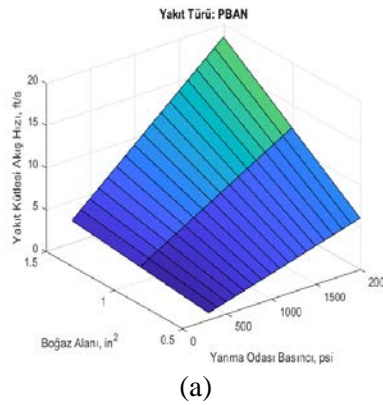 Yakıt Türü: PBAN
Yakıt Kütlesi Akış Hızı, ft/s
20
15
10
5
0
1.5
1
0.5
Boğaz Alanı, in²
0
500
1000
1500
200
Yanma Odası Basıncı, psi
(a)